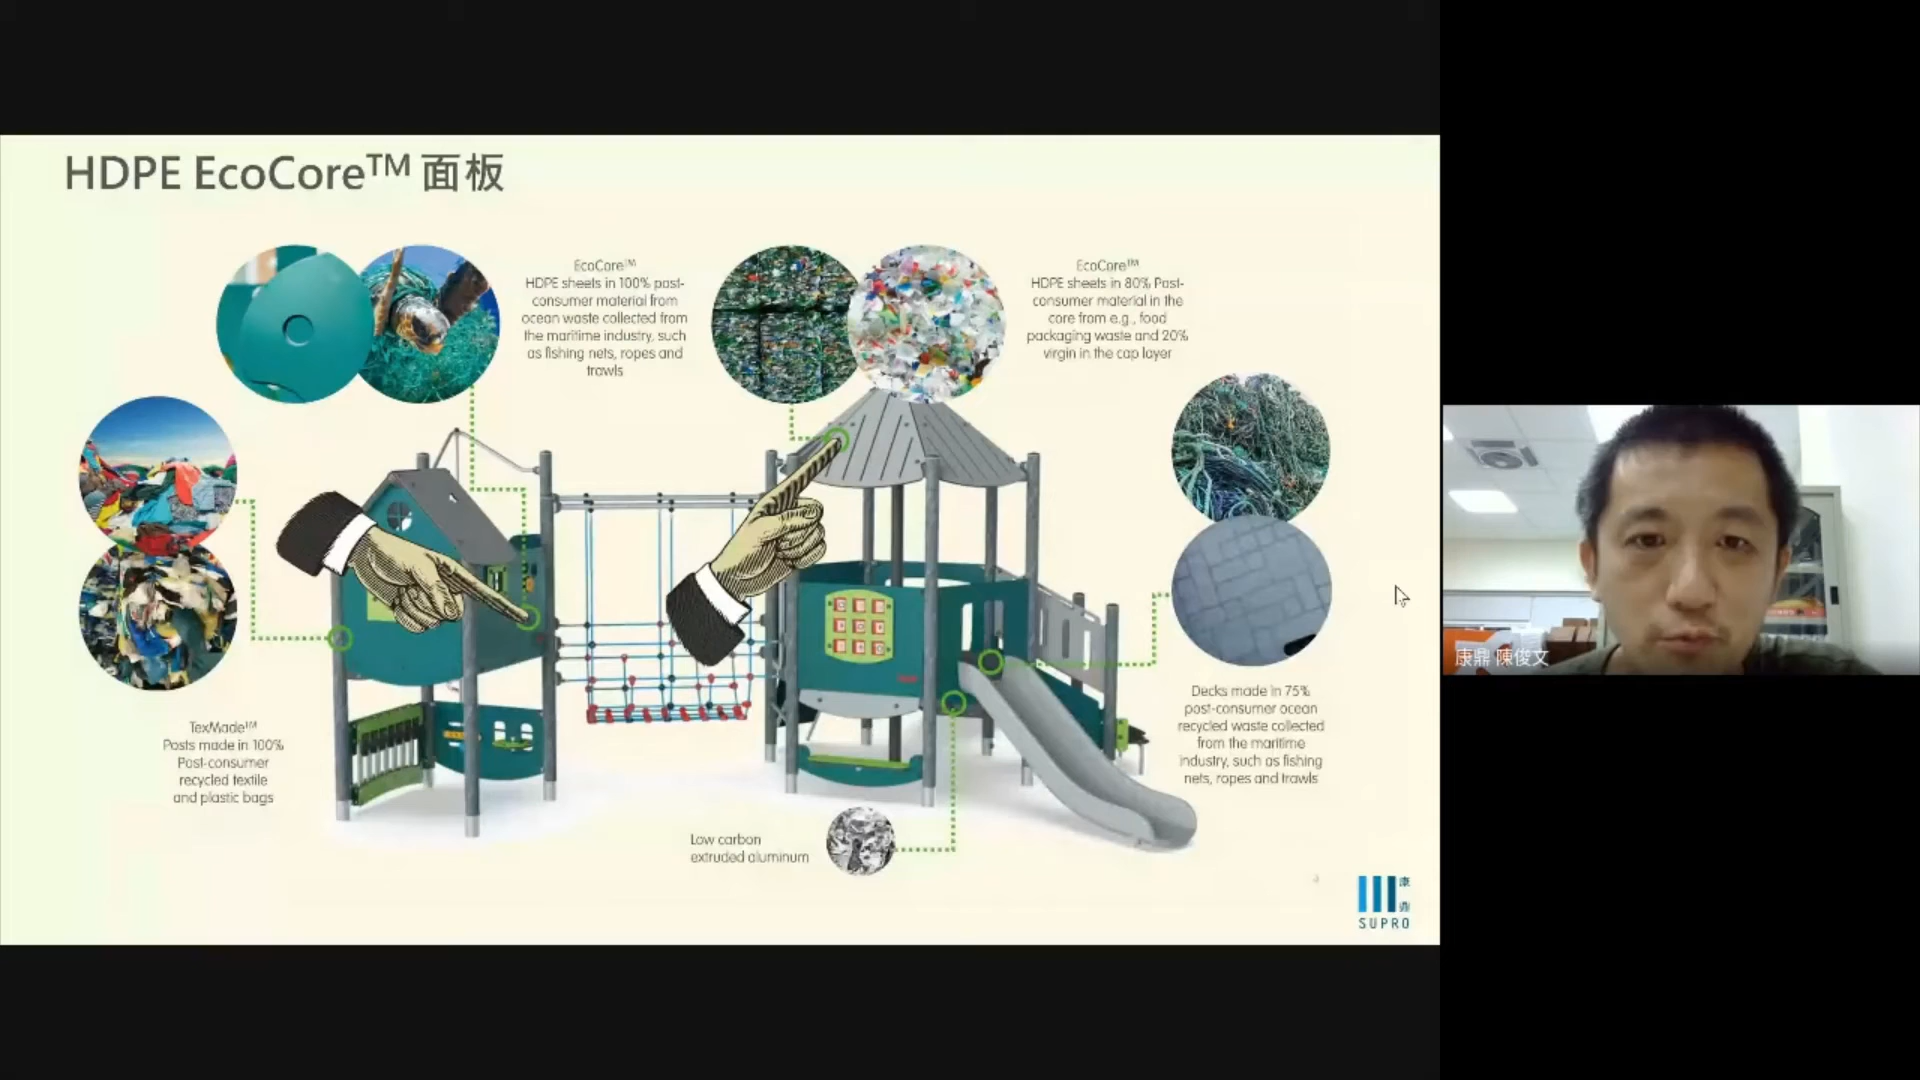 HDPE EcoCore™ 面板
EcoCore™
HDPE sheets in 100% post-
consumer material from
ocean waste collected from
the maritime industry, such
as fishing nets, ropes and
trawls
EcoCore™
HDPE sheets in 80% Post-
consumer material in the
core from e.g., food
packaging waste and 20%
virgin in the cap layer
TexMade™
Posts made in 100%
Post-consumer
recycled textile
and plastic bags
Decks made in 75%
post-consumer ocean
recycled waste collected
from the maritime
industry, such as fishing
nets, ropes and trawls
Low carbon
extruded aluminum
康
鼎
SUPRO
康鼎 陳俊文